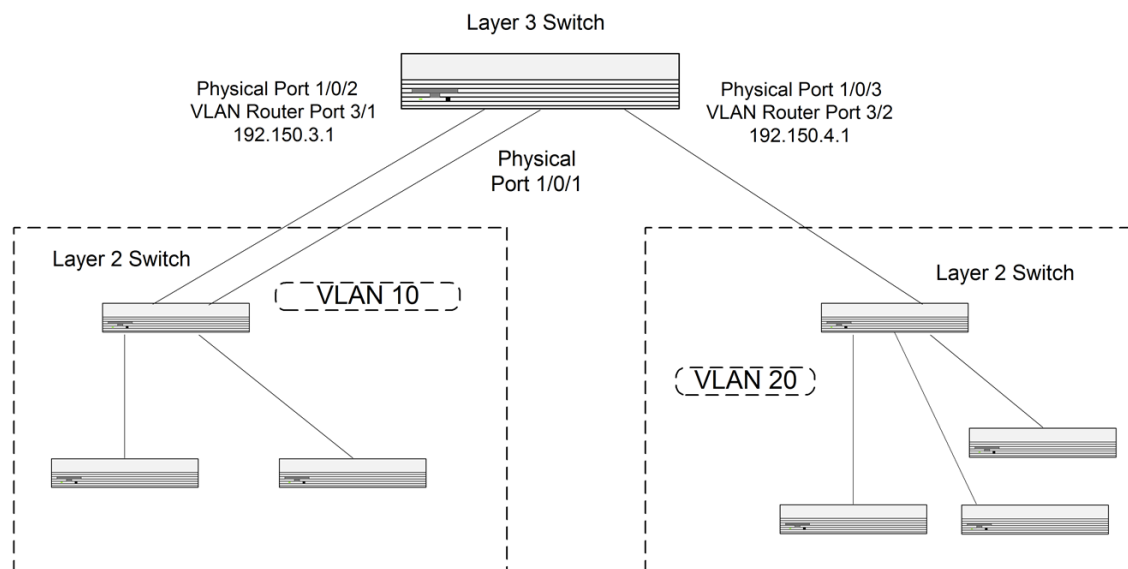 Layer 3 Switch
Physical Port 1/0/2
VLAN Router Port 3/1
192.150.3.1
Physical Port 1/0/3
VLAN Router Port 3/2
192.150.4.1
Physical
Port 1/0/1
Layer 2 Switch
VLAN 10
Layer 2 Switch
VLAN 20